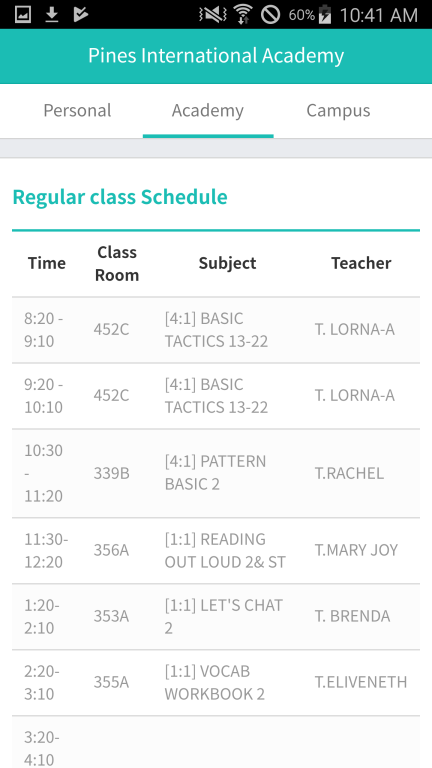 60% 10:41 AM
Pines International Academy
Personal Academy Campus
Regular class Schedule
Time Class Room Subject Teacher
8:20 - 9:10 452C [4:1] BASIC TACTICS 13-22 T. LORNA-A
9:20 - 10:10 452C [4:1] BASIC TACTICS 13-22 T. LORNA-A
10:30 - 11:20 339B [4:1] PATTERN BASIC 2 T.RACHEL
11:30- 12:20 356A [1:1] READING OUT LOUD 2& ST T.MARY JOY
1:20- 2:10 353A [1:1] LET'S CHAT 2 T. BRENDA
2:20- 3:10 355A [1:1] VOCAB WORKBOOK 2 T.ELIVENETH
3:20- 4:10